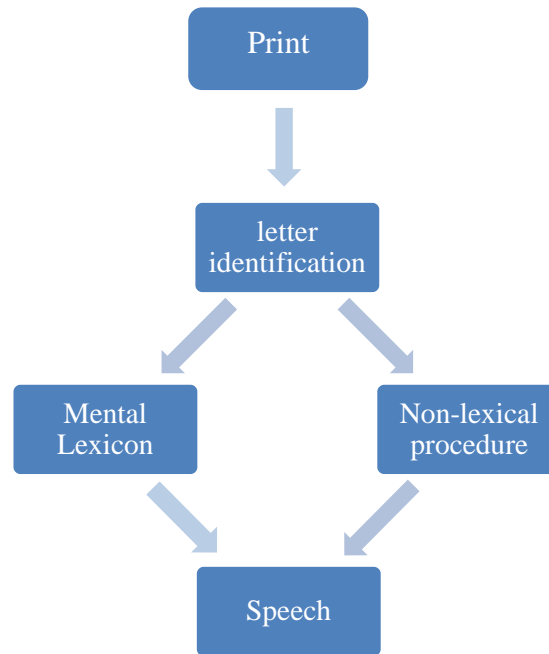 Print
letter
identification
Mental
Lexicon
Non-lexical
procedure
Speech